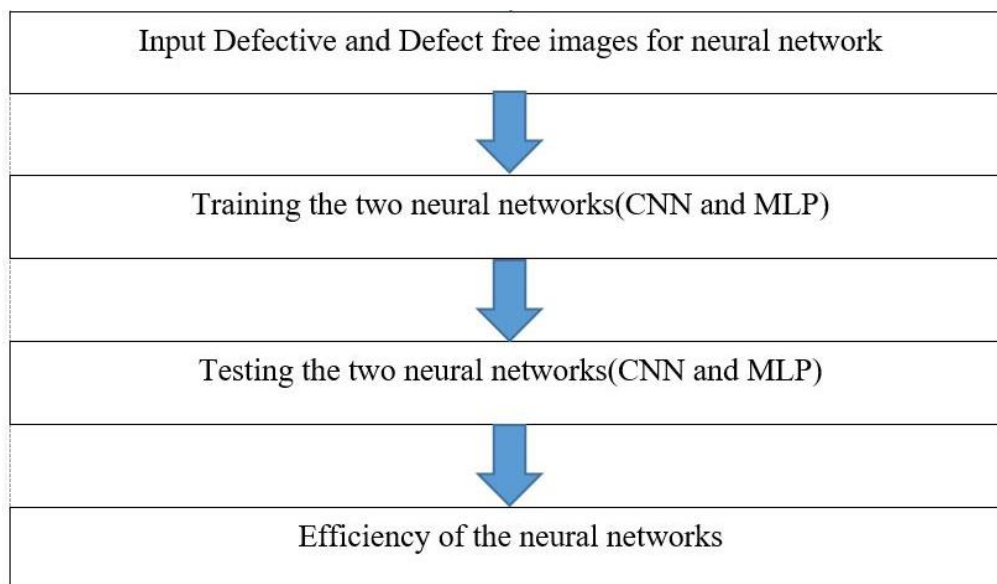 Input Defective and Defect free images for neural network
Training the two neural networks(CNN and MLP)
Testing the two neural networks(CNN and MLP)
Efficiency of the neural networks